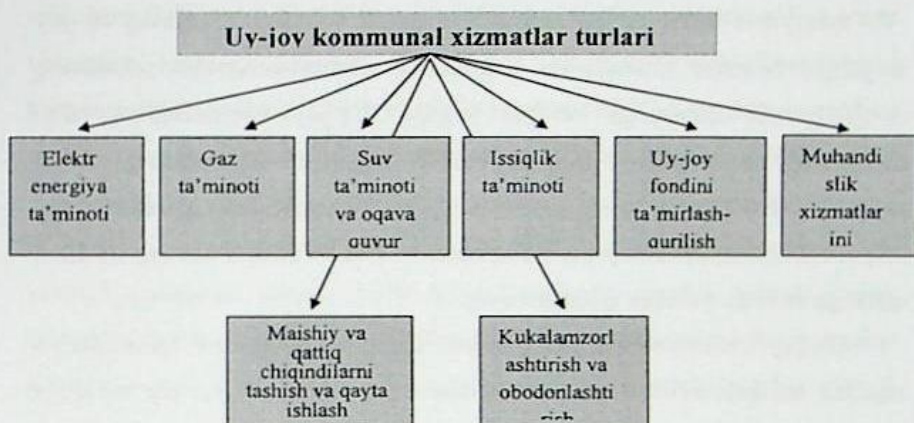 Uy-joy kommunal xizmatlar turlari
Elektr
energiya
ta'minoti
Gaz
ta'minoti
Suv
ta'minoti
va oqava
quvur
Issiqlik
ta'minoti
Uy-joy
fondini
ta'mirlash-
qurilish
Muhandi
slik
xizmatlar
ini
Maishiy va
qattiq
chiqindilarni
tashish va qayta
ishlash
Kukalamzorl
ashtirish va
obodonlashti
rish